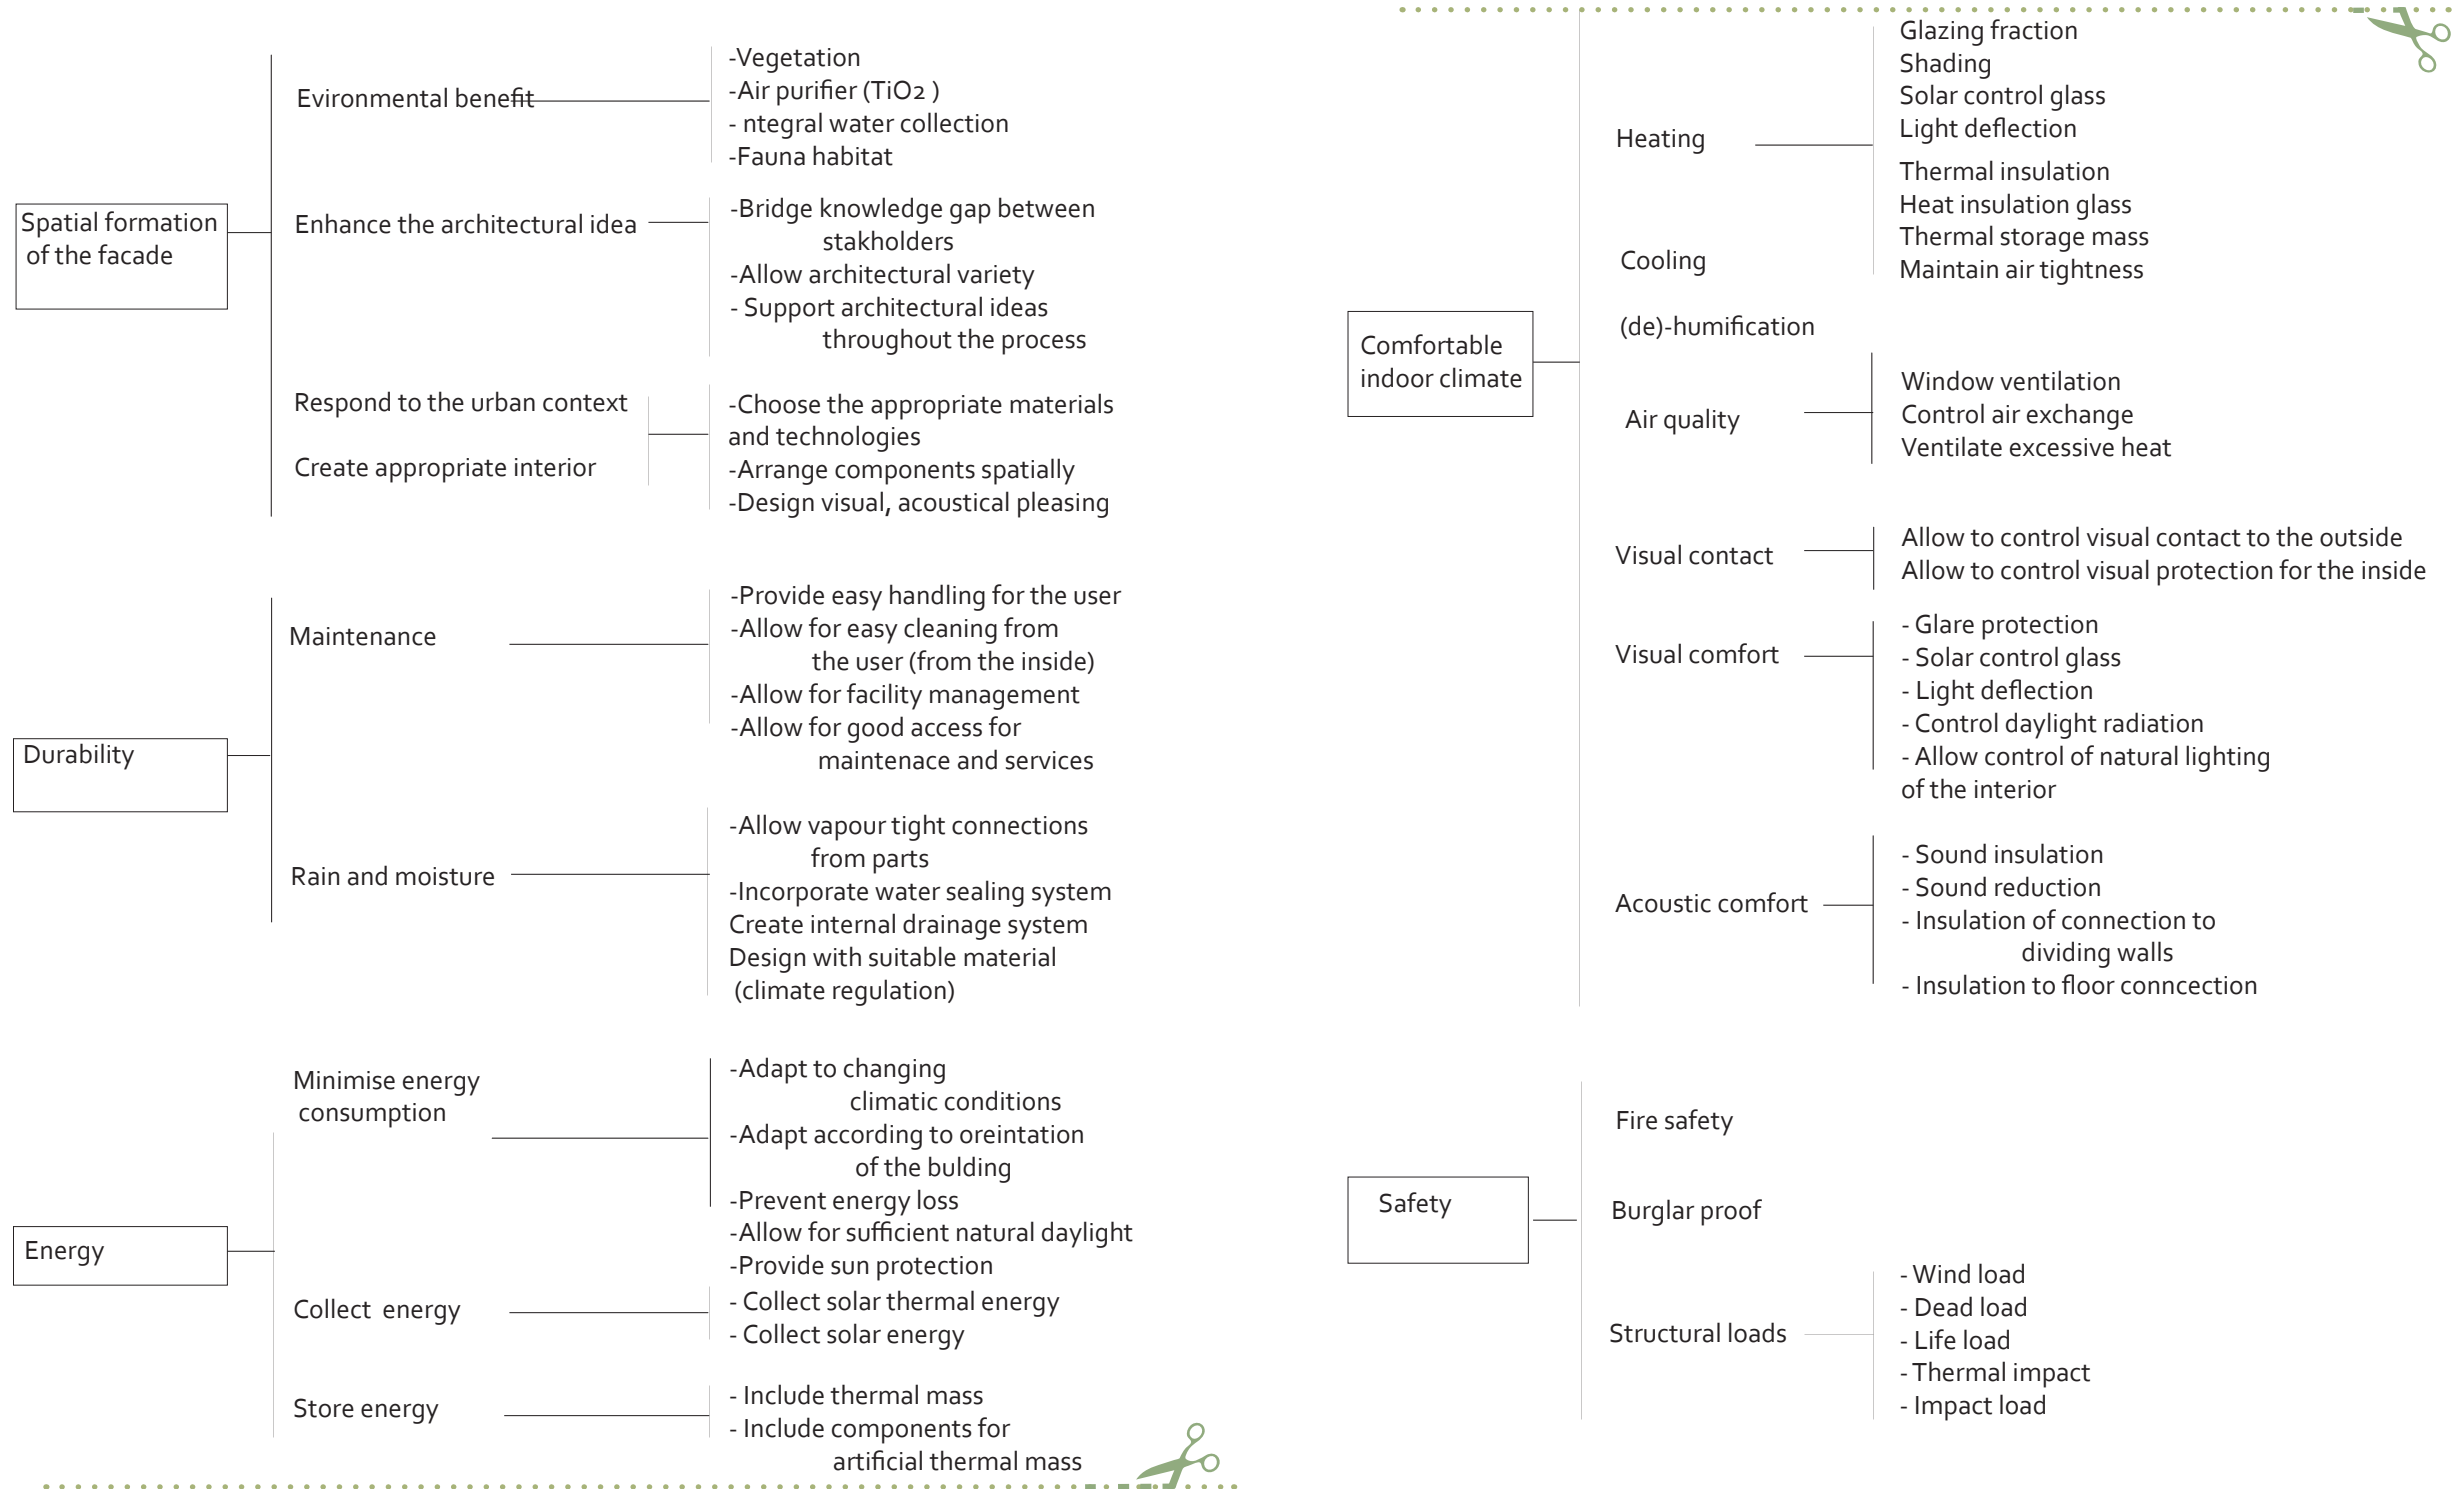 Spatial formation
of the facade
Evironmental benefit
-Vegetation
-Air purifier (TiO2 )
- ntegral water collection
-Fauna habitat
Enhance the architectural idea
-Bridge knowledge gap between
stakholders
-Allow architectural variety
- Support architectural ideas
throughout the process
Respond to the urban context
Create appropriate interior
-Choose the appropriate materials
and technologies
-Arrange components spatially
-Design visual, acoustical pleasing
Durability
Maintenance
-Provide easy handling for the user
-Allow for easy cleaning from
the user (from the inside)
-Allow for facility management
-Allow for good access for
maintenace and services
Rain and moisture
-Allow vapour tight connections
from parts
-Incorporate water sealing system
Create internal drainage system
Design with suitable material
(climate regulation)
Energy
Minimise energy
consumption
-Adapt to changing
climatic conditions
-Adapt according to oreintation
of the bulding
-Prevent energy loss
-Allow for sufficient natural daylight
-Provide sun protection
Collect energy
- Collect solar thermal energy
- Collect solar energy
Store energy
- Include thermal mass
- Include components for
artificial thermal mass
Comfortable
indoor climate
Heating
Cooling
(de)-humification
Glazing fraction
Shading
Solar control glass
Light deflection
Thermal insulation
Heat insulation glass
Thermal storage mass
Maintain air tightness
Air quality
Window ventilation
Control air exchange
Ventilate excessive heat
Visual contact
Allow to control visual contact to the outside
Allow to control visual protection for the inside
Visual comfort
- Glare protection
- Solar control glass
- Light deflection
- Control daylight radiation
- Allow control of natural lighting
of the interior
Acoustic comfort
- Sound insulation
- Sound reduction
- Insulation of connection to
dividing walls
- Insulation to floor conncection
Safety
Fire safety
Burglar proof
Structural loads
- Wind load
- Dead load
- Life load
- Thermal impact
- Impact load